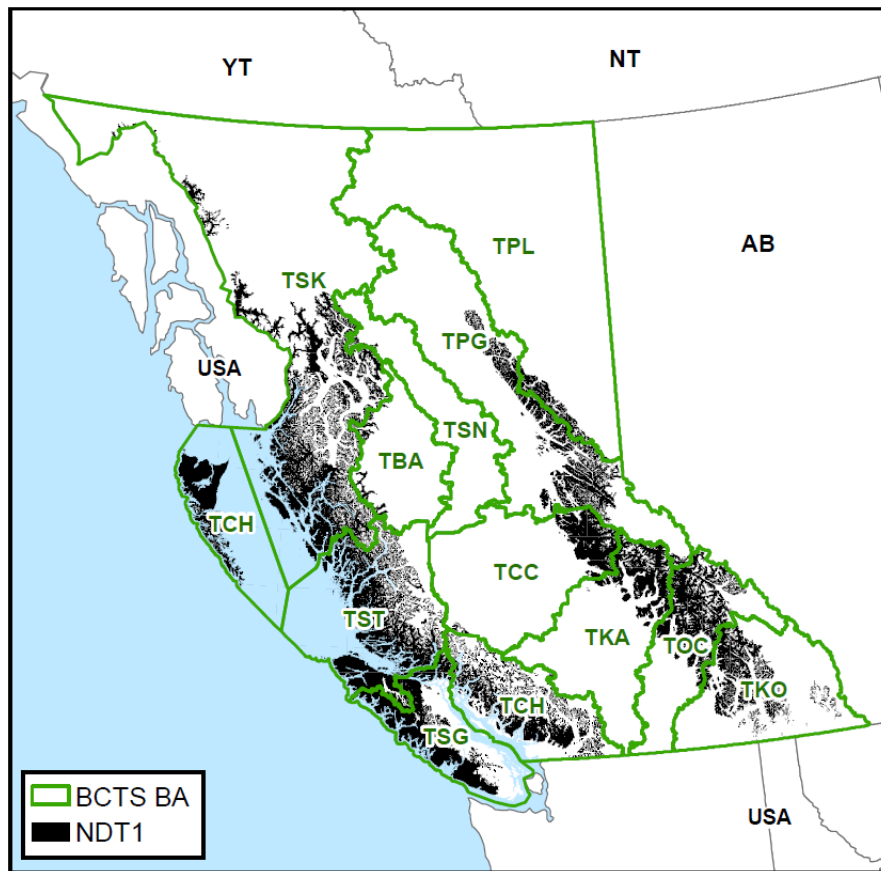 YT
NT
TPL
AB
TSK
TPG
USA
TSN
TBA
TCH
TCC
TST
TKA
TOC
TKO
TCH
TSG
BCTS BA
NDT1
USA